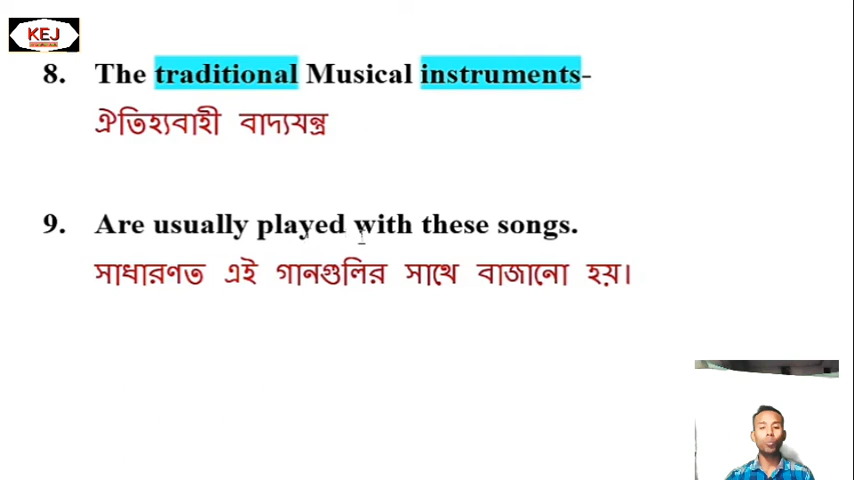 KEJ
8. The traditional Musical instruments-
ঐতিহ্যবাহী বাদ্যযন্ত্র
9. Are usually played with these songs.
সাধারণত এই গানগুলির সাথে বাজানো হয়।